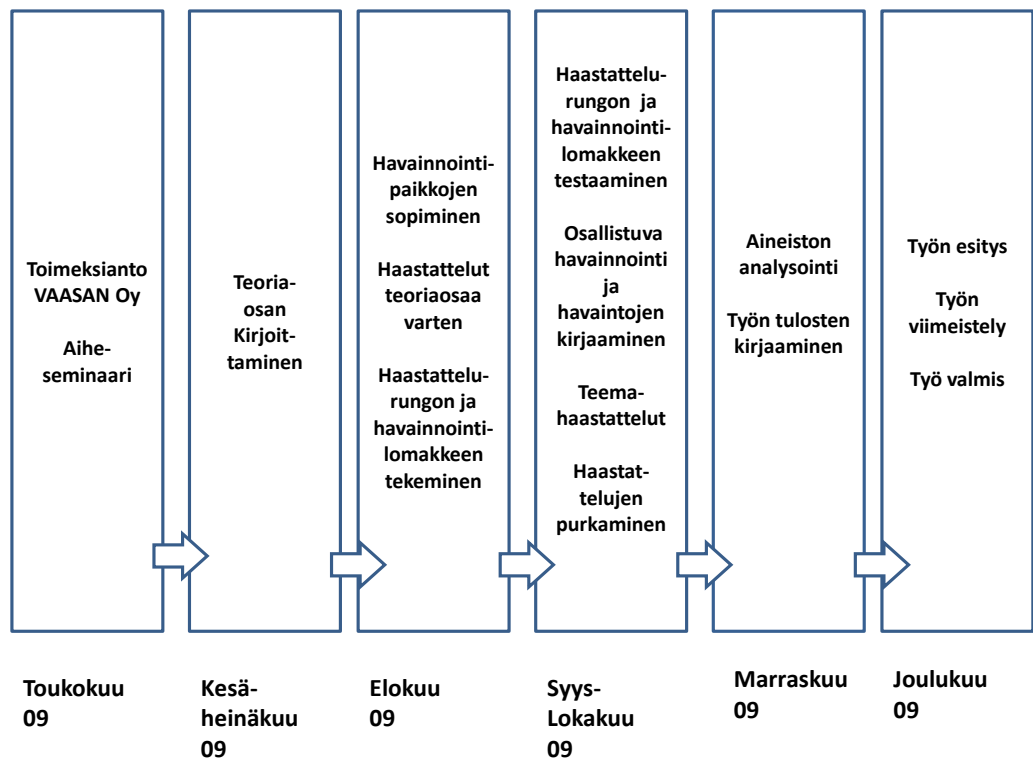 Toimeksianto
VAASAN Oy
Aihe-
seminaari
Teoria-
osan
Kirjoit-
taminen
Havainnointi-
paikkojen
sopiminen
Haastattelut
teoriaosaa
varten
Haastattelu-
rungon ja
havainnointi-
lomakkeen
tekeminen
Haastattelu-
rungon ja
havainnointi-
lomakkeen
testaaminen
Osallistuva
havainnointi
ja
havaintojen
kirjaaminen
Teema-
haastattelut
Haastat-
telujen
purkaminen
Aineiston
analysointi
Työn tulosten
kirjaaminen
Työn esitys
Työn
viimeistely
Työ valmis
Toukokuu
09
Kesä-
heinäkuu
09
Elokuu
09
Syys-
Lokakuu
09
Marraskuu
09
Joulukuu
09